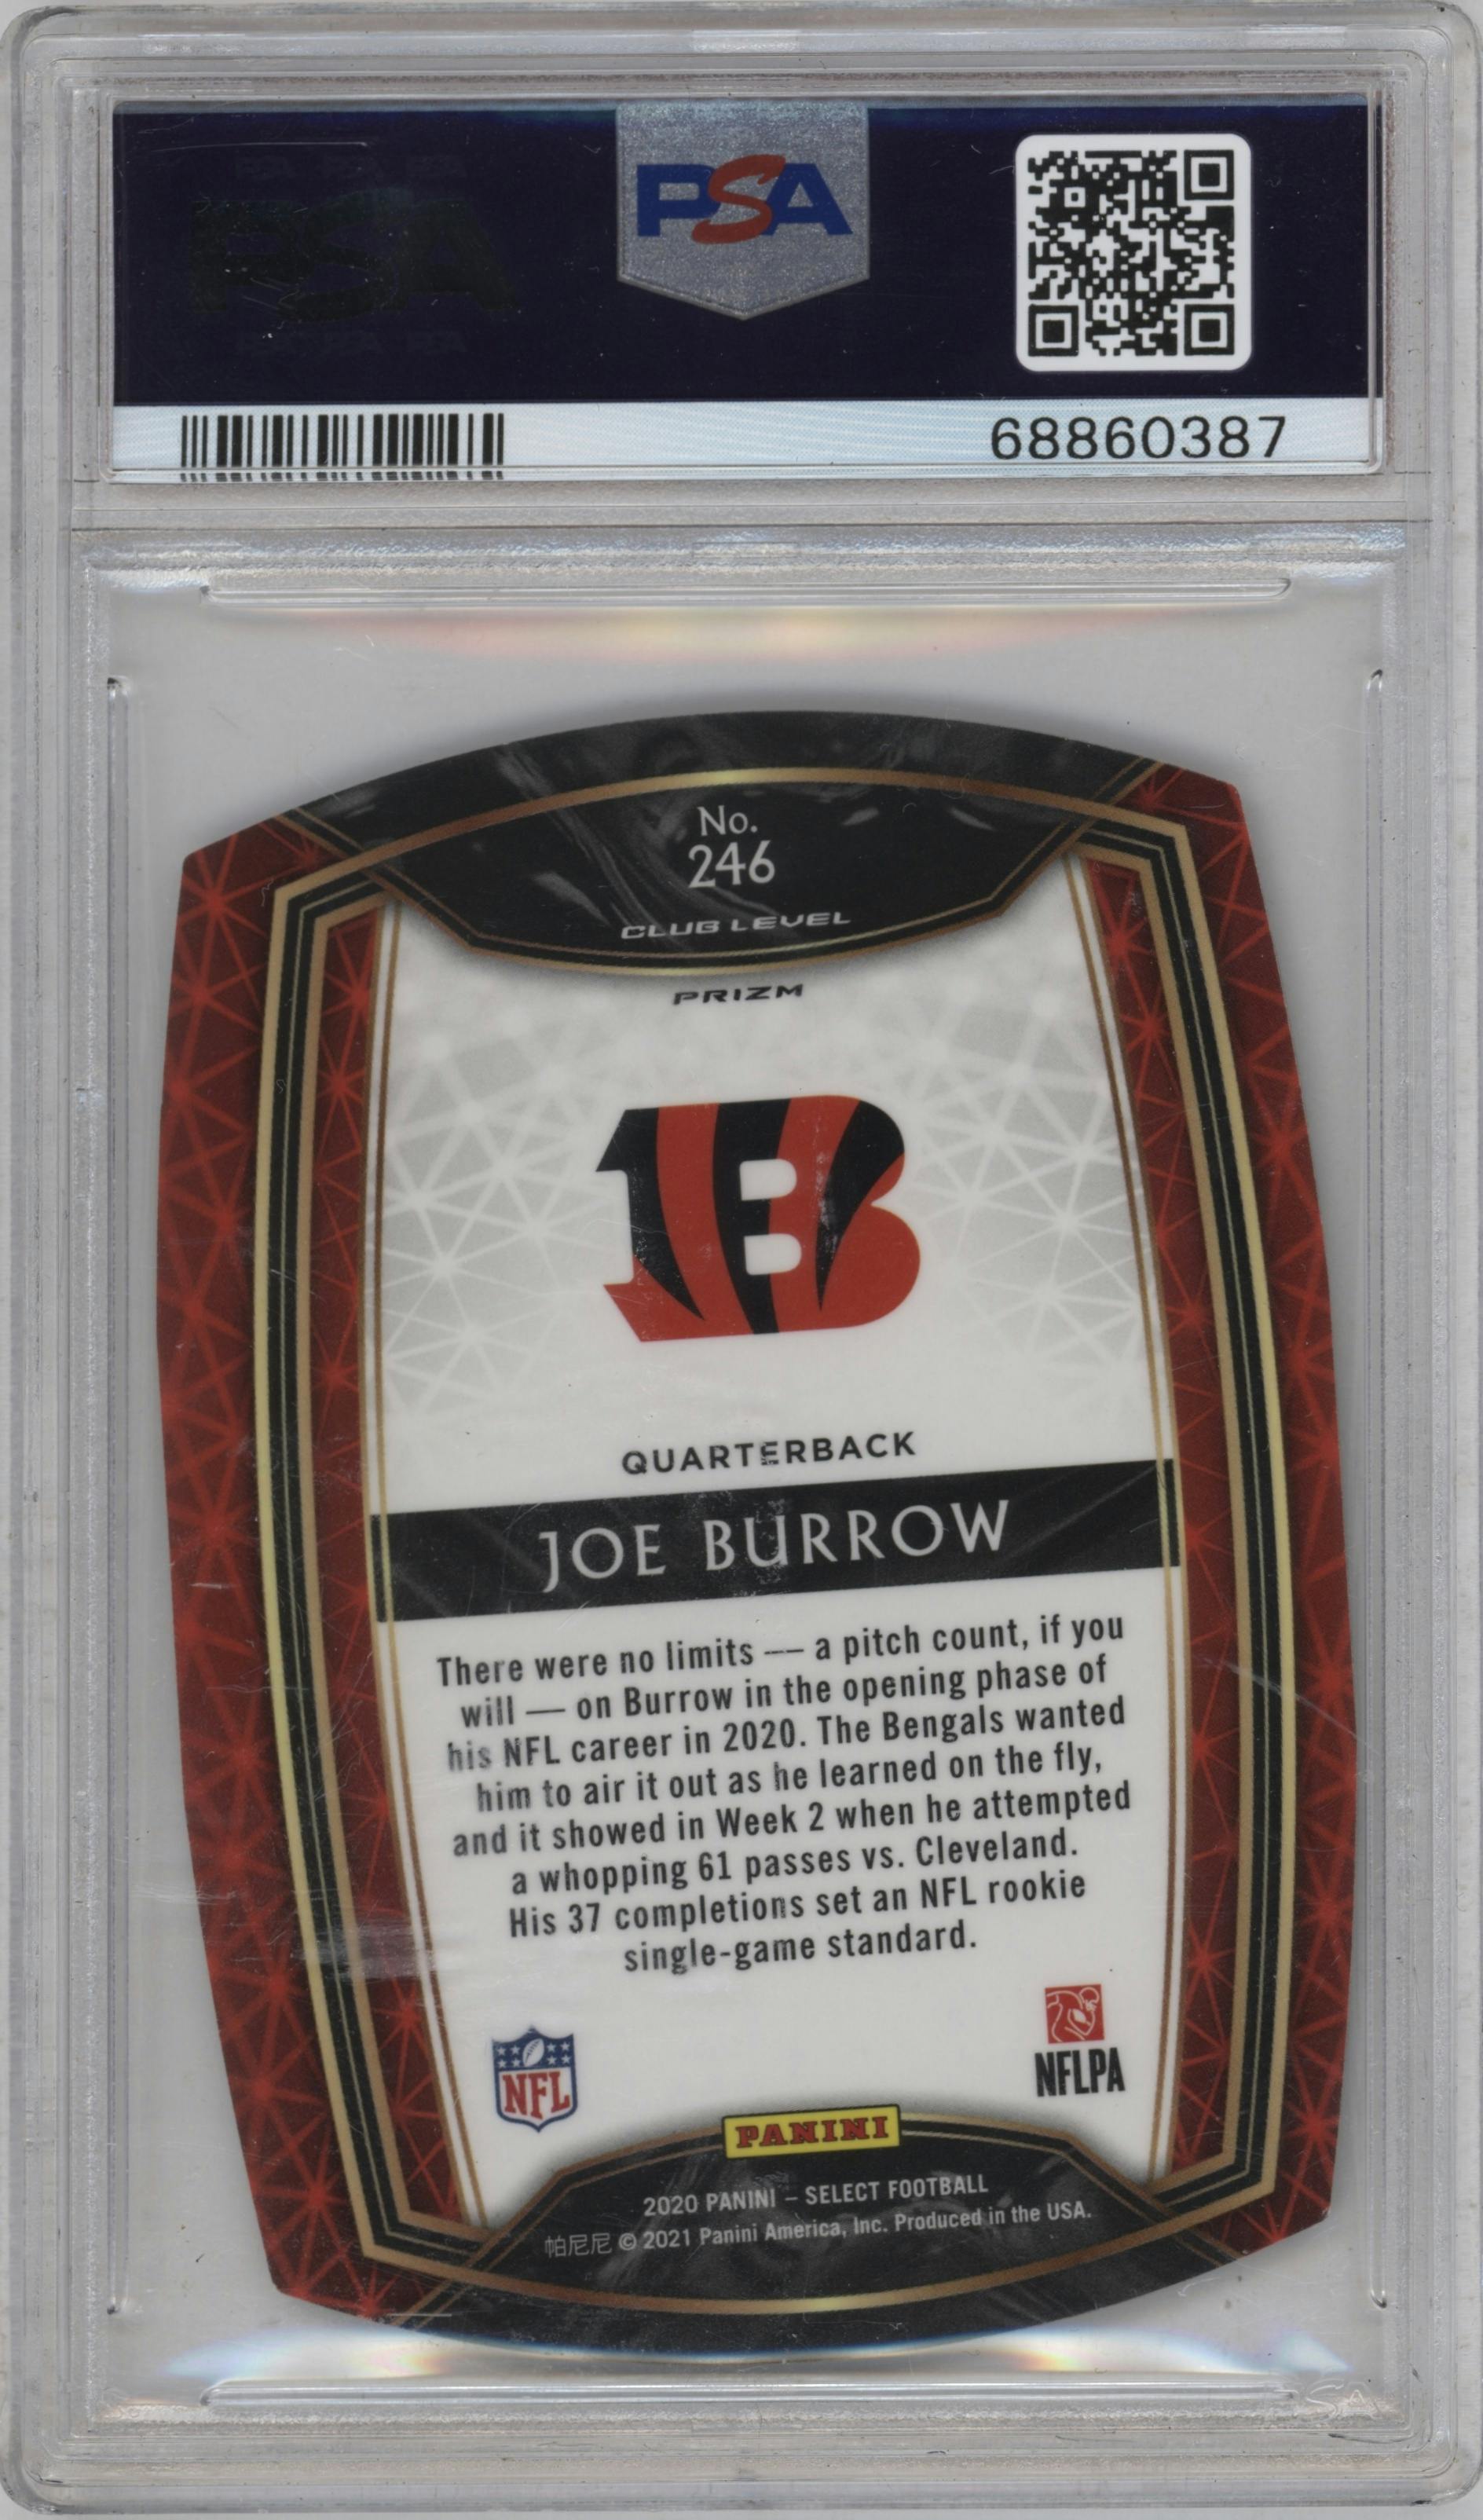 PSA
68860387
No.
246
CLUB LEVEL
PRIZM
B
QUARTERBACK
JOE BURROW
There were no limits — a pitch count, if you
will — on Burrow in the opening phase of
his NFL career in 2020. The Bengals wanted
him to air it out as he learned on the fly,
and it showed in Week 2 when he attempted
a whopping 61 passes vs. Cleveland.
His 37 completions set an NFL rookie
single-game standard.
NFL
NFLPA
PANINI
2020 PANINI – SELECT FOOTBALL
帕尼尼 © 2021 Panini America, Inc. Produced in the USA.
PSA